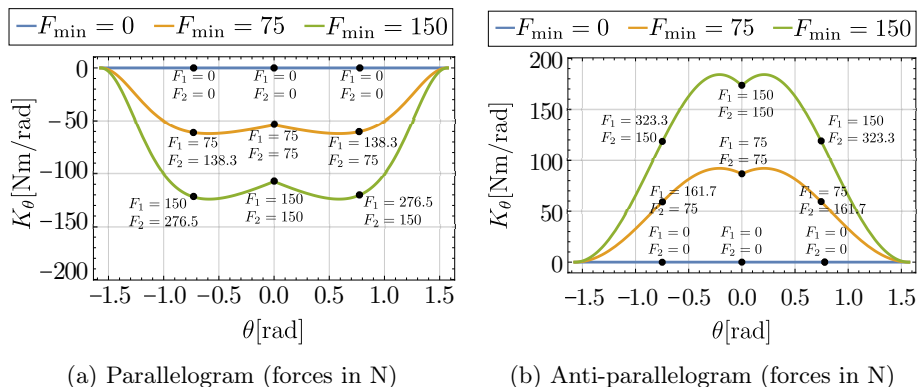 F_min = 0 F_min = 75 F_min = 150
0
−50
−100
−150
−200
K_θ[Nm/rad]
F_1 = 0
F_2 = 0
F_1 = 0
F_2 = 0
F_1 = 0
F_2 = 0
F_1 = 75
F_2 = 138.3
F_1 = 75
F_2 = 75
F_1 = 138.3
F_2 = 75
F_1 = 150
F_2 = 276.5
F_1 = 150
F_2 = 150
F_1 = 276.5
F_2 = 150
−1.5 −1.0 −0.5 0.0 0.5 1.0 1.5
θ[rad]
(a) Parallelogram (forces in N)
F_min = 0 F_min = 75 F_min = 150
200
150
100
50
0
K_θ[Nm/rad]
F_1 = 150
F_2 = 150
F_1 = 323.3
F_2 = 150
F_1 = 150
F_2 = 323.3
F_1 = 75
F_2 = 75
F_1 = 161.7
F_2 = 75
F_1 = 75
F_2 = 161.7
F_1 = 0
F_2 = 0
F_1 = 0
F_2 = 0
F_1 = 0
F_2 = 0
−1.5 −1.0 −0.5 0.0 0.5 1.0 1.5
θ[rad]
(b) Anti-parallelogram (forces in N)